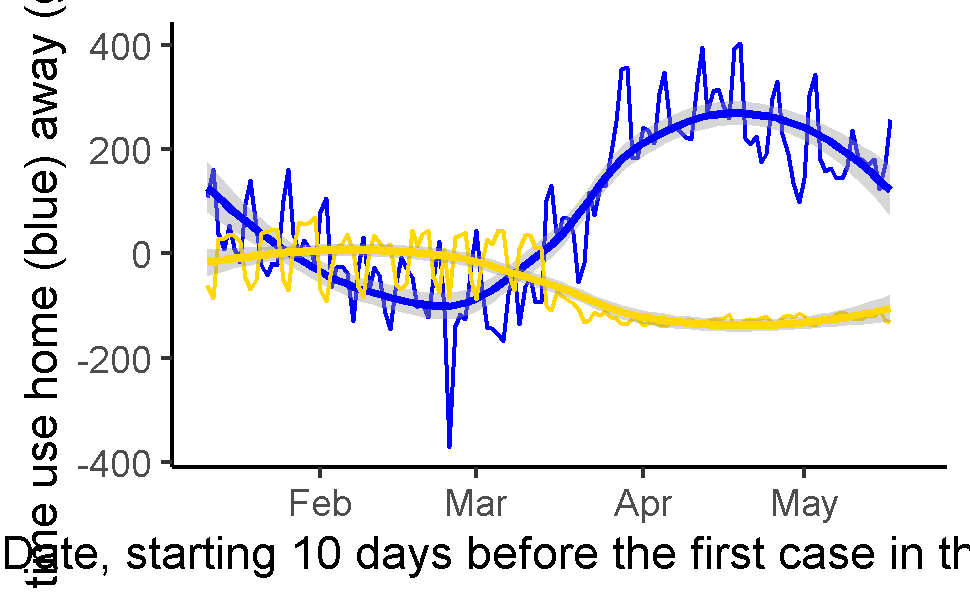 time use home (blue) away (
400
200
0
-200
-400
Feb Mar Apr May
Date, starting 10 days before the first case in th